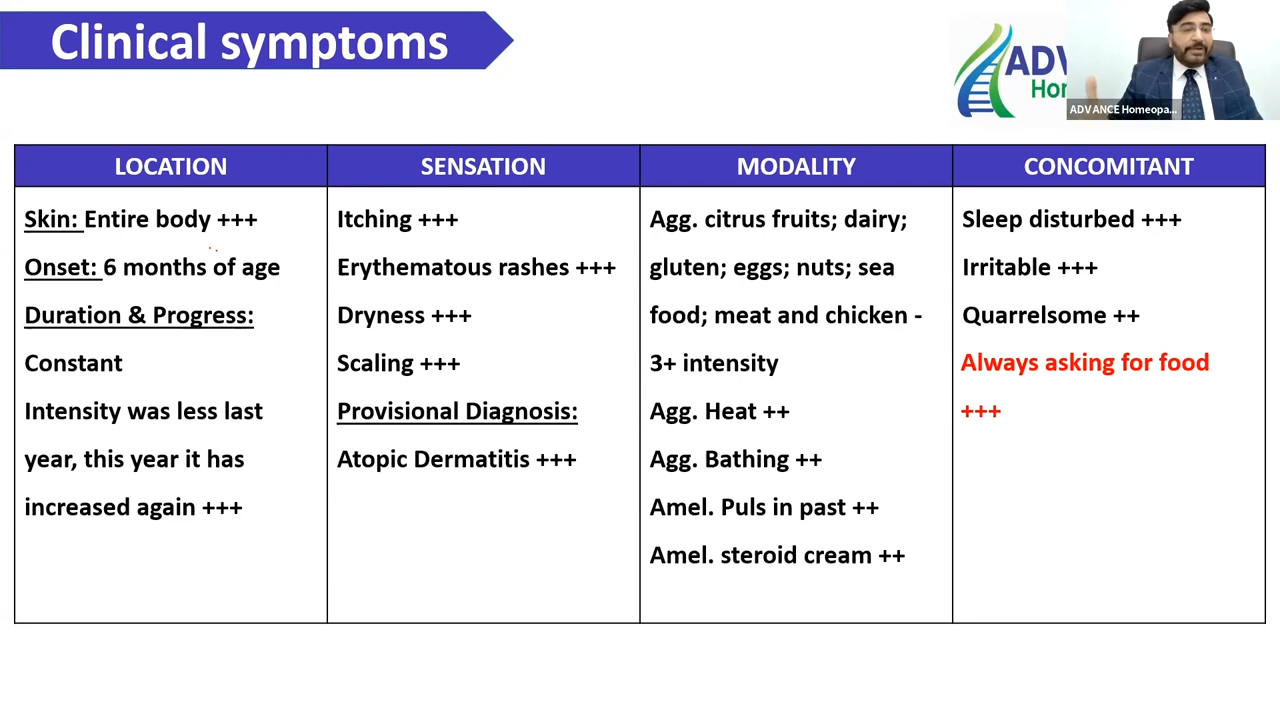 Clinical symptoms
ADV
Hor
ADVANCE Homeopa...
LOCATION
SENSATION
MODALITY
CONCOMITANT
Skin: Entire body +++
Onset: 6 months of age
Duration & Progress:
Constant
Intensity was less last
year, this year it has
increased again +++
Itching +++
Erythematous rashes +++
Dryness +++
Scaling +++
Provisional Diagnosis:
Atopic Dermatitis +++
Agg. citrus fruits; dairy;
gluten; eggs; nuts; sea
food; meat and chicken -
3+ intensity
Agg. Heat ++
Agg. Bathing ++
Amel. Puls in past ++
Amel. steroid cream ++
Sleep disturbed +++
Irritable +++
Quarrelsome ++
Always asking for food
+++